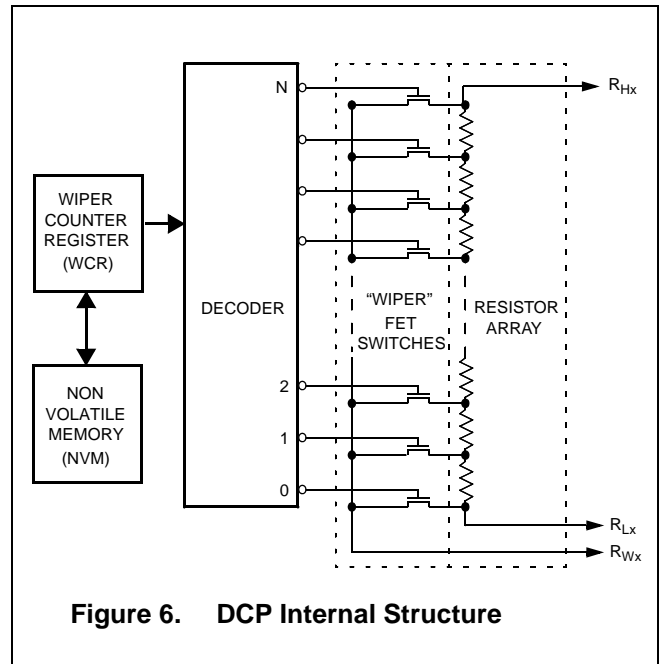 N
R_Hx
WIPER
COUNTER
REGISTER
(WCR)
DECODER
“WIPER”
FET
SWITCHES
RESISTOR
ARRAY
NON
VOLATILE
MEMORY
(NVM)
2
1
0
R_Lx
R_Wx
Figure 6. DCP Internal Structure